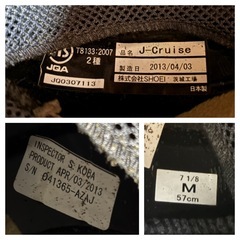 T8133:2007
2種
JQA
JQ0307113
品名 J-Cruise
製造日 2013/04/03
株式会社SHOEI 茨城工場
日本製
INSPECTOR S. KOBA
PRODUCT APR/03/2013
S/N 041365-AZAJ
7 1/8
M
57cm